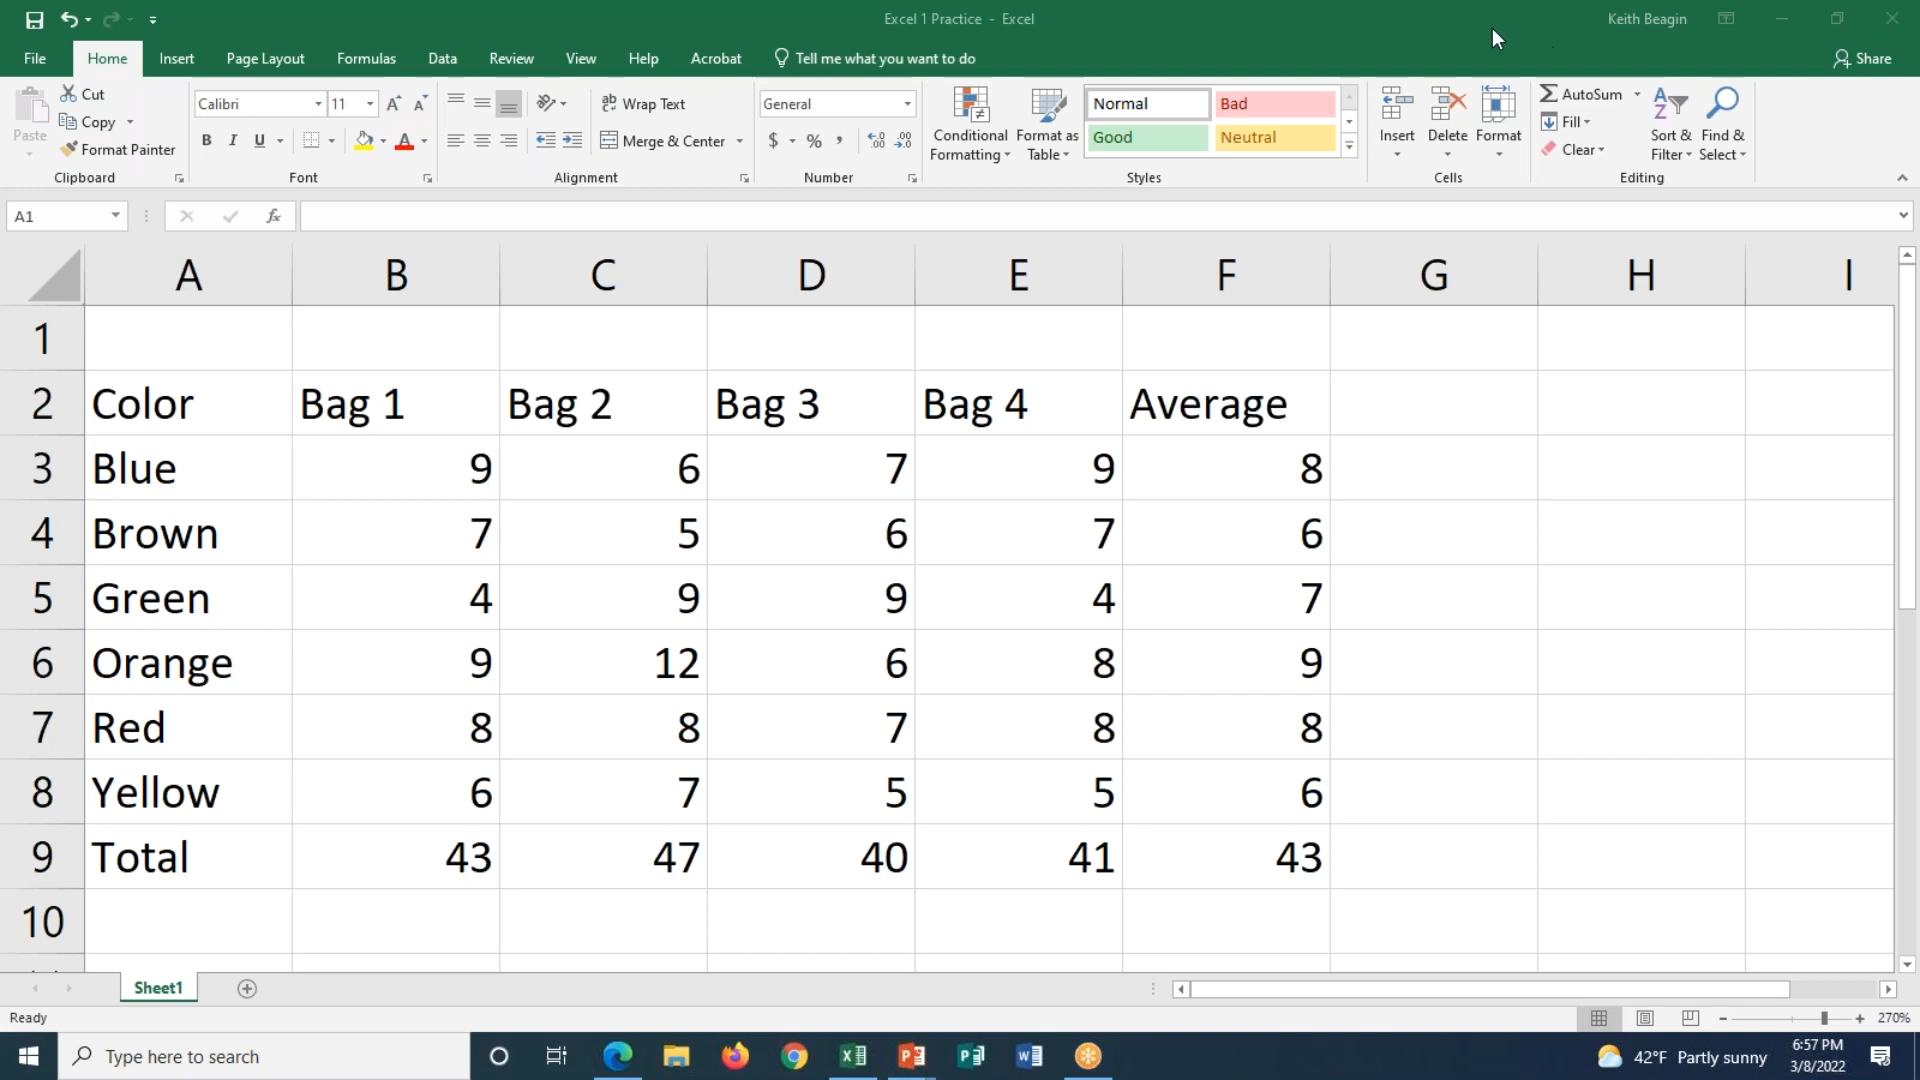 Excel 1 Practice - Excel
Keith Beagin
File Home Insert Page Layout Formulas Data Review View Help Acrobat Tell me what you want to do Share
Paste
Cut
Copy
Format Painter
Clipboard
Calibri 11
B I U A
Font
ab Wrap Text
Merge & Center
Alignment
General
$ % ,
Number
Conditional Formatting
Format as Table
Normal Bad
Good Neutral
Styles
Insert Delete Format
Cells
AutoSum
Fill
Clear
Sort & Filter
Find & Select
Editing
A1 fx
A B C D E F G H I
1
2 Color Bag 1 Bag 2 Bag 3 Bag 4 Average
3 Blue 9 6 7 9 8
4 Brown 7 5 6 7 6
5 Green 4 9 9 4 7
6 Orange 9 12 6 8 9
7 Red 8 8 7 8 8
8 Yellow 6 7 5 5 6
9 Total 43 47 40 41 43
10
Sheet1
Ready 270%
Type here to search
42°F Partly sunny
6:57 PM
3/8/2022